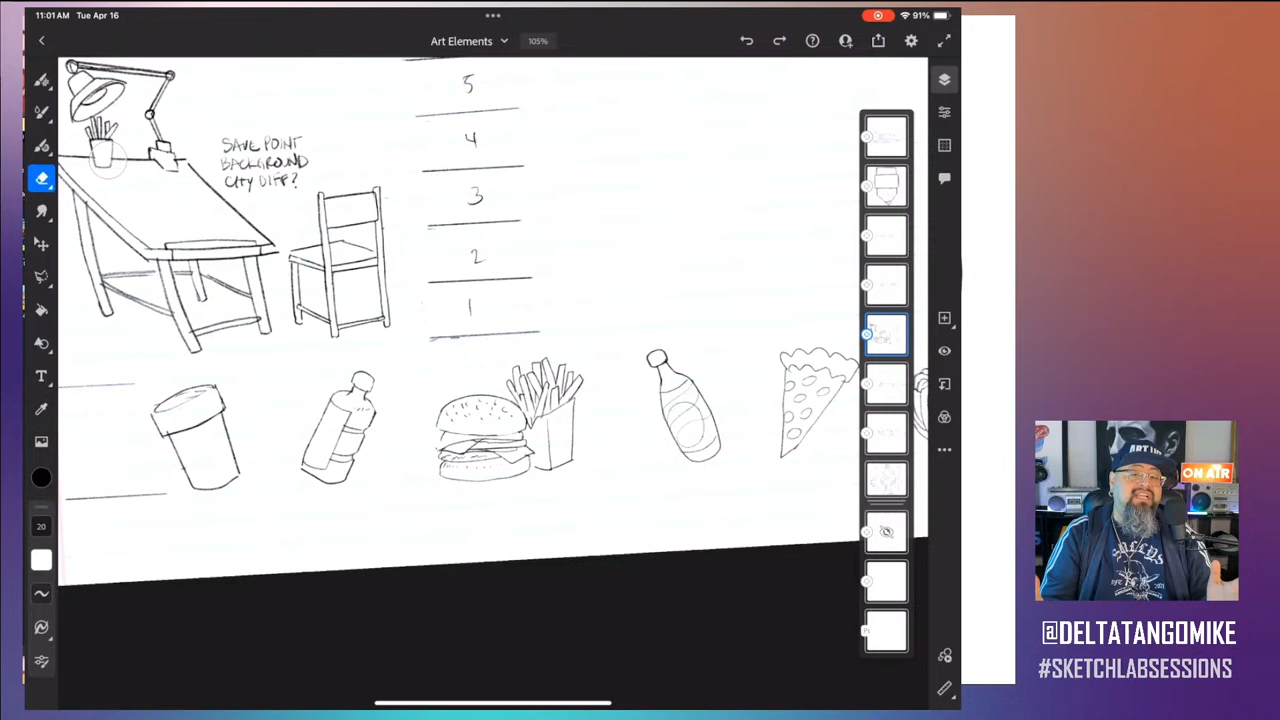 11:01 AM Tue Apr 16
91%
Art Elements
105%
5
4
3
2
1
SAVE POINT
BACKGROUND
CITY DIFF?
20
T
ON AIR
@DELTATANGOMIKE
#SKETCHLABSESSIONS